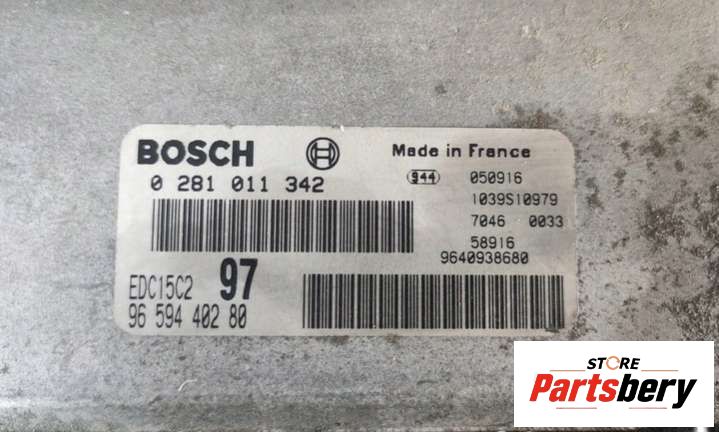 BOSCH
0 281 011 342
Made in France
944 050916
1039S10979
7046 0033
58916
9640938680
EDC15C2 97
96 594 402 80
STORE
Partsbery